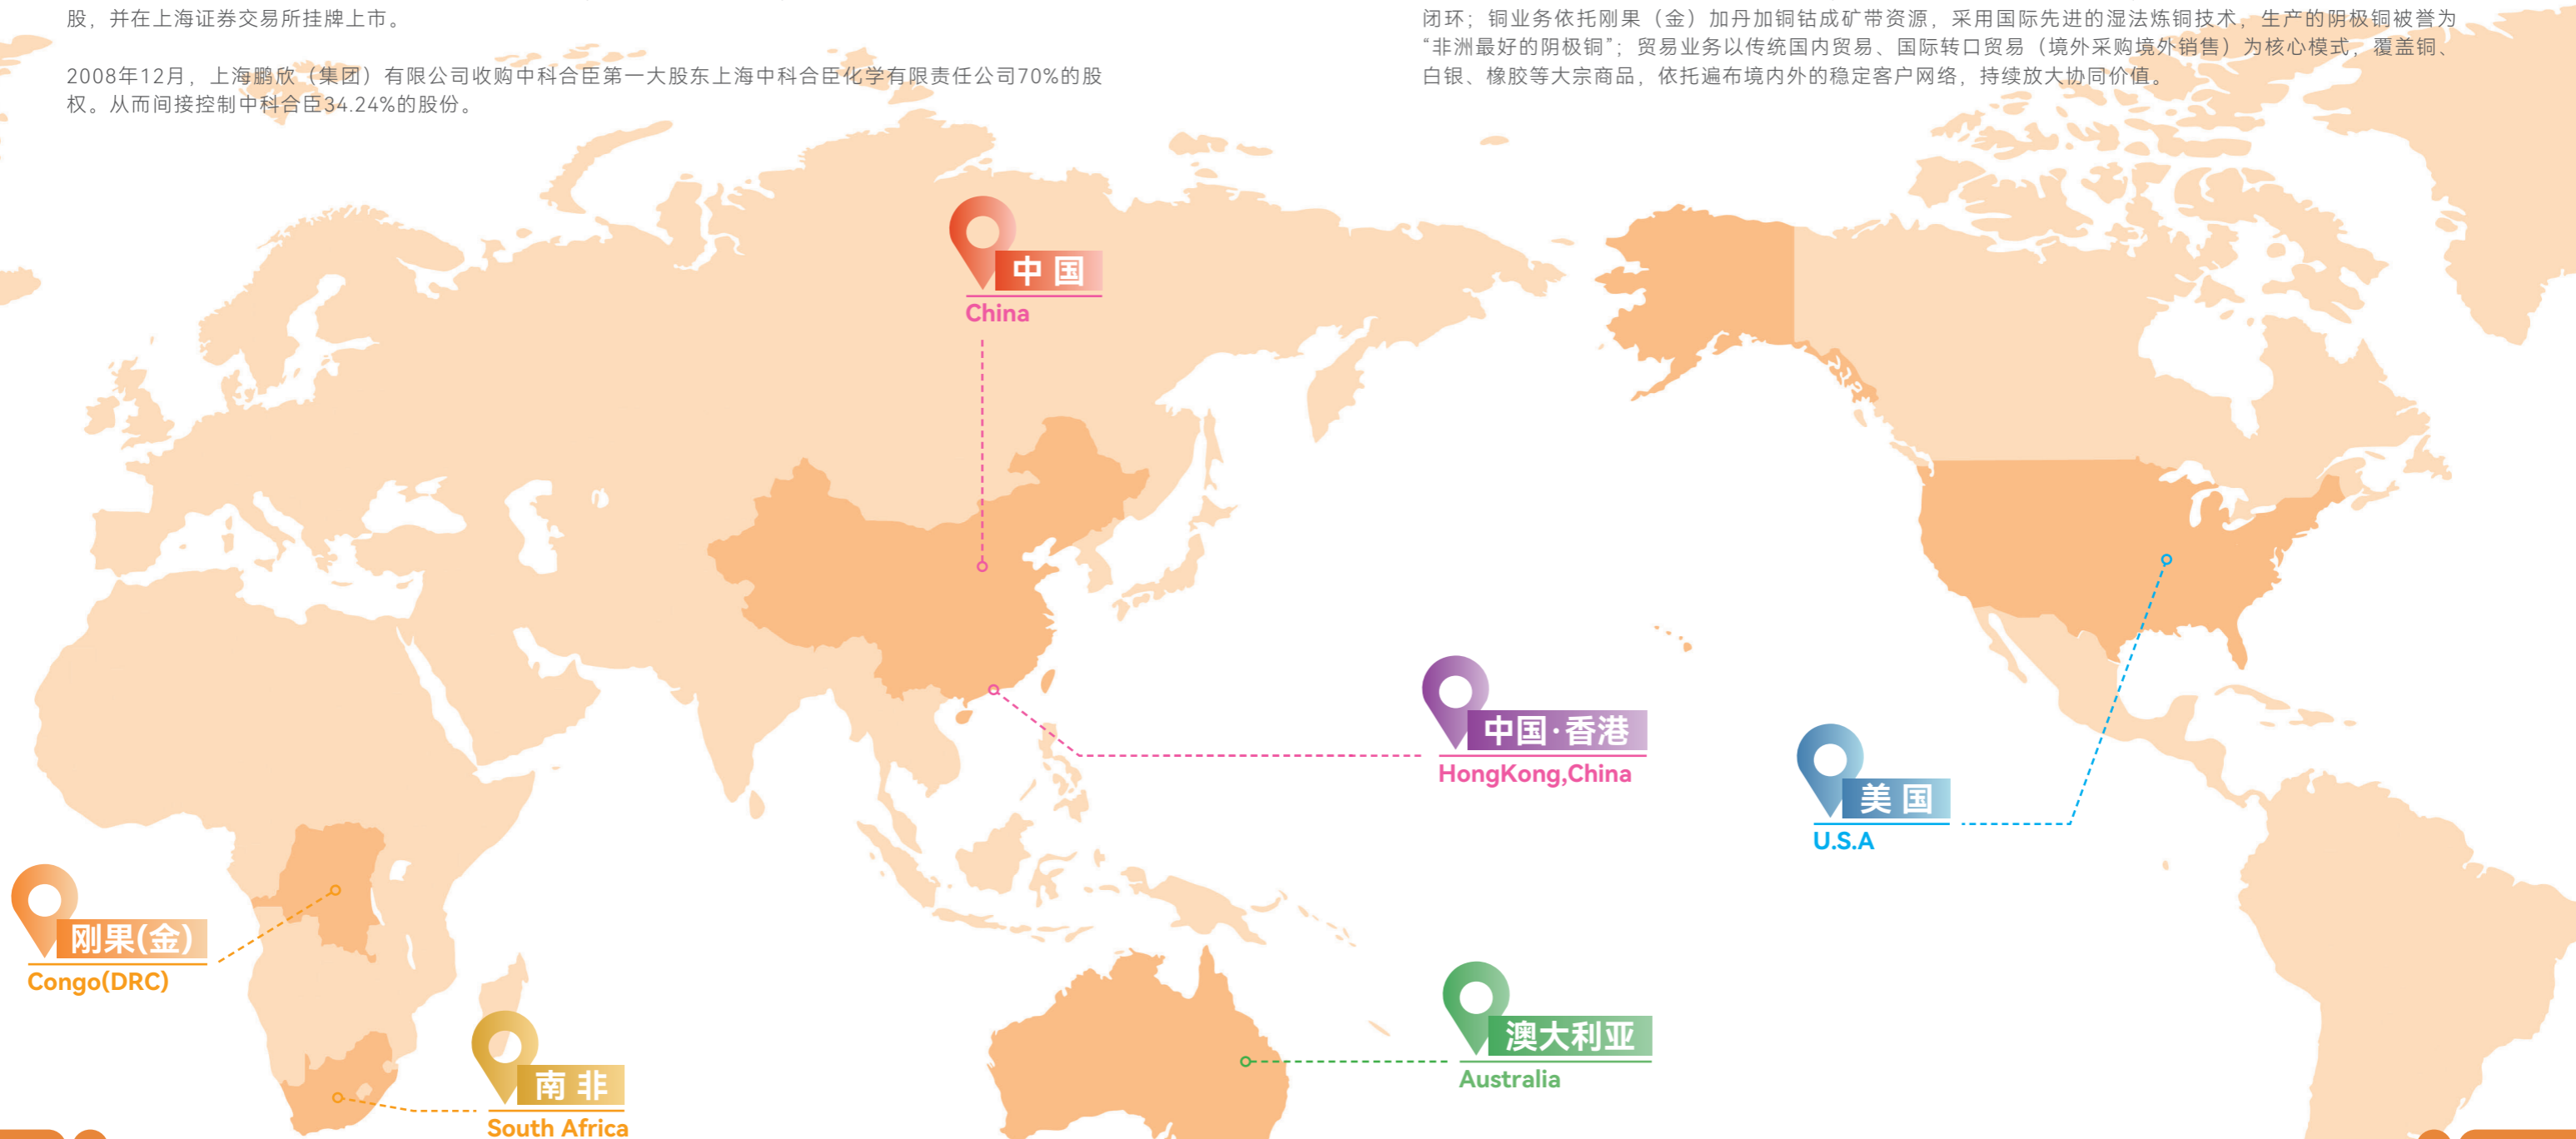 股，并在上海证券交易所挂牌上市。
2008年12月，上海鹏欣（集团）有限公司收购中科合臣第一大股东上海中科合臣化学有限责任公司70%的股
权。从而间接控制中科合臣34.24%的股份。
闭环；铜业务依托刚果（金）加丹加铜钴成矿带资源，采用国际先进的湿法炼铜技术，生产的阴极铜被誉为
“非洲最好的阴极铜”；贸易业务以传统国内贸易、国际转口贸易（境外采购境外销售）为核心模式，覆盖铜、
白银、橡胶等大宗商品，依托遍布境内外的稳定客户网络，持续放大协同价值。
中国
China
中国·香港
HongKong,China
美国
U.S.A
刚果(金)
Congo(DRC)
澳大利亚
Australia
南非
South Africa